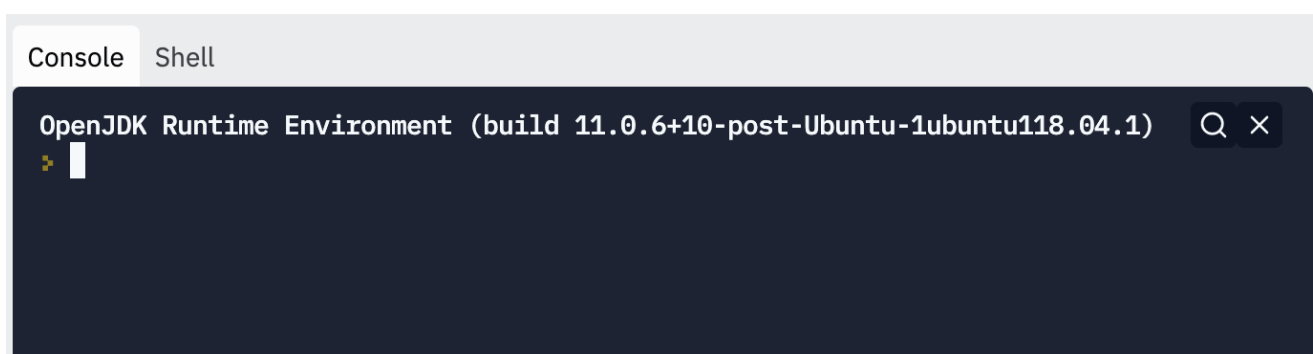 Console Shell
OpenJDK Runtime Environment (build 11.0.6+10-post-Ubuntu-1ubuntu118.04.1)
>